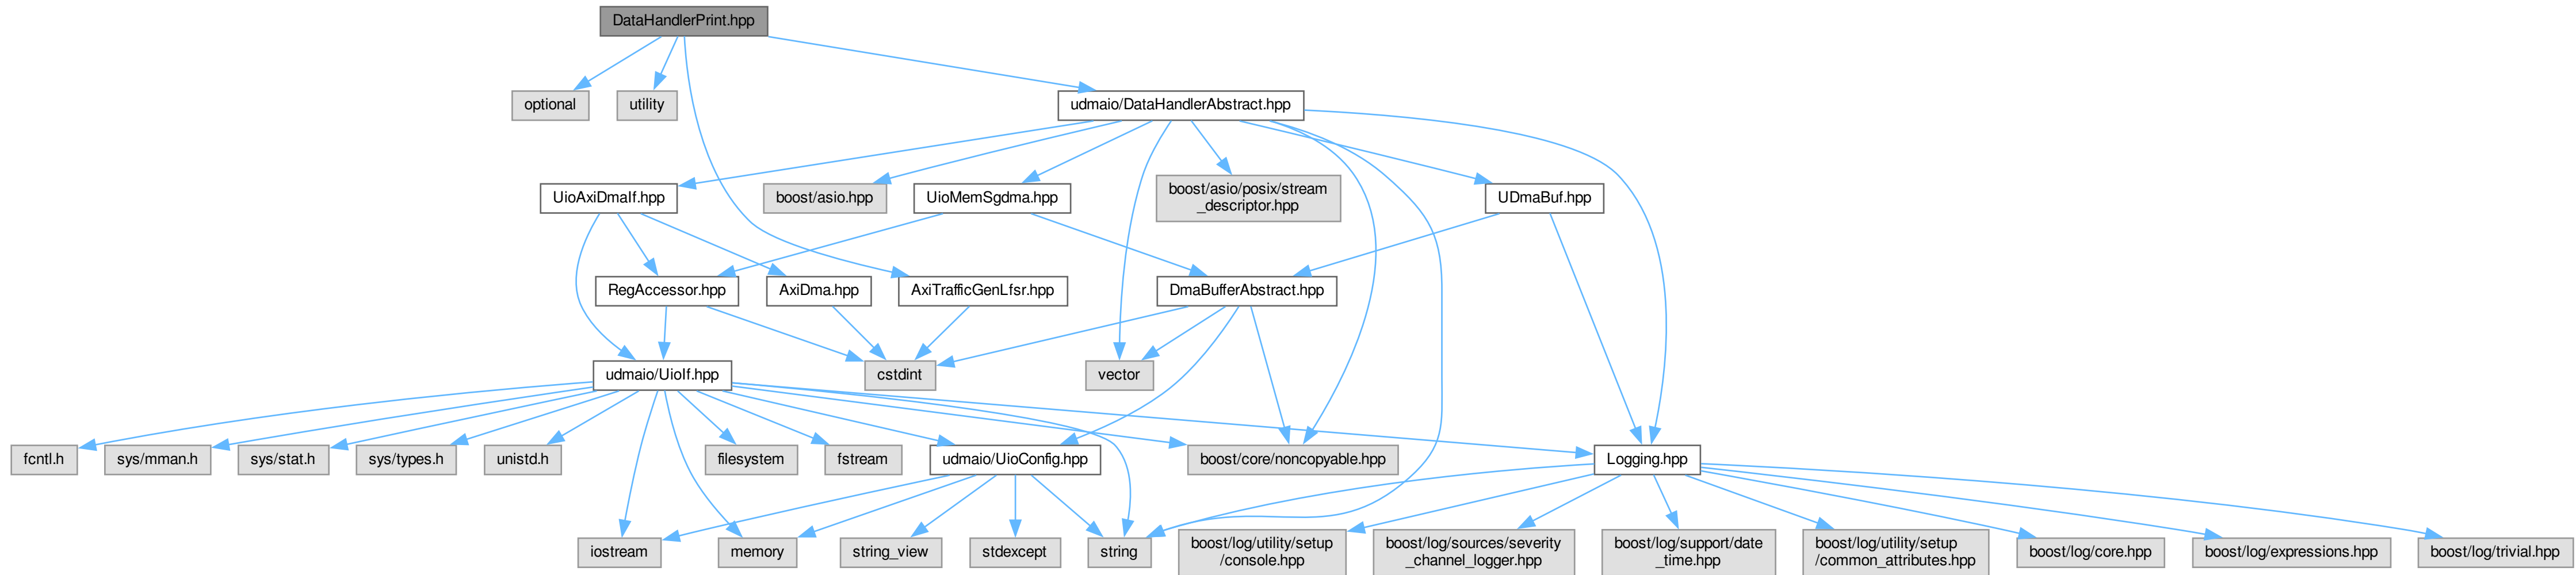 DataHandlerPrint.hpp
optional
utility
udmaio/DataHandlerAbstract.hpp
UioAxiDmaIf.hpp
boost/asio.hpp
UioMemSgdma.hpp
boost/asio/posix/stream
_descriptor.hpp
UDmaBuf.hpp
RegAccessor.hpp
AxiDma.hpp
AxiTrafficGenLfsr.hpp
DmaBufferAbstract.hpp
udmaio/UioIf.hpp
cstdint
vector
fcntl.h
sys/mman.h
sys/stat.h
sys/types.h
unistd.h
filesystem
fstream
udmaio/UioConfig.hpp
boost/core/noncopyable.hpp
Logging.hpp
iostream
memory
string_view
stdexcept
string
boost/log/utility/setup
/console.hpp
boost/log/sources/severity
_channel_logger.hpp
boost/log/support/date
_time.hpp
boost/log/utility/setup
/common_attributes.hpp
boost/log/core.hpp
boost/log/expressions.hpp
boost/log/trivial.hpp